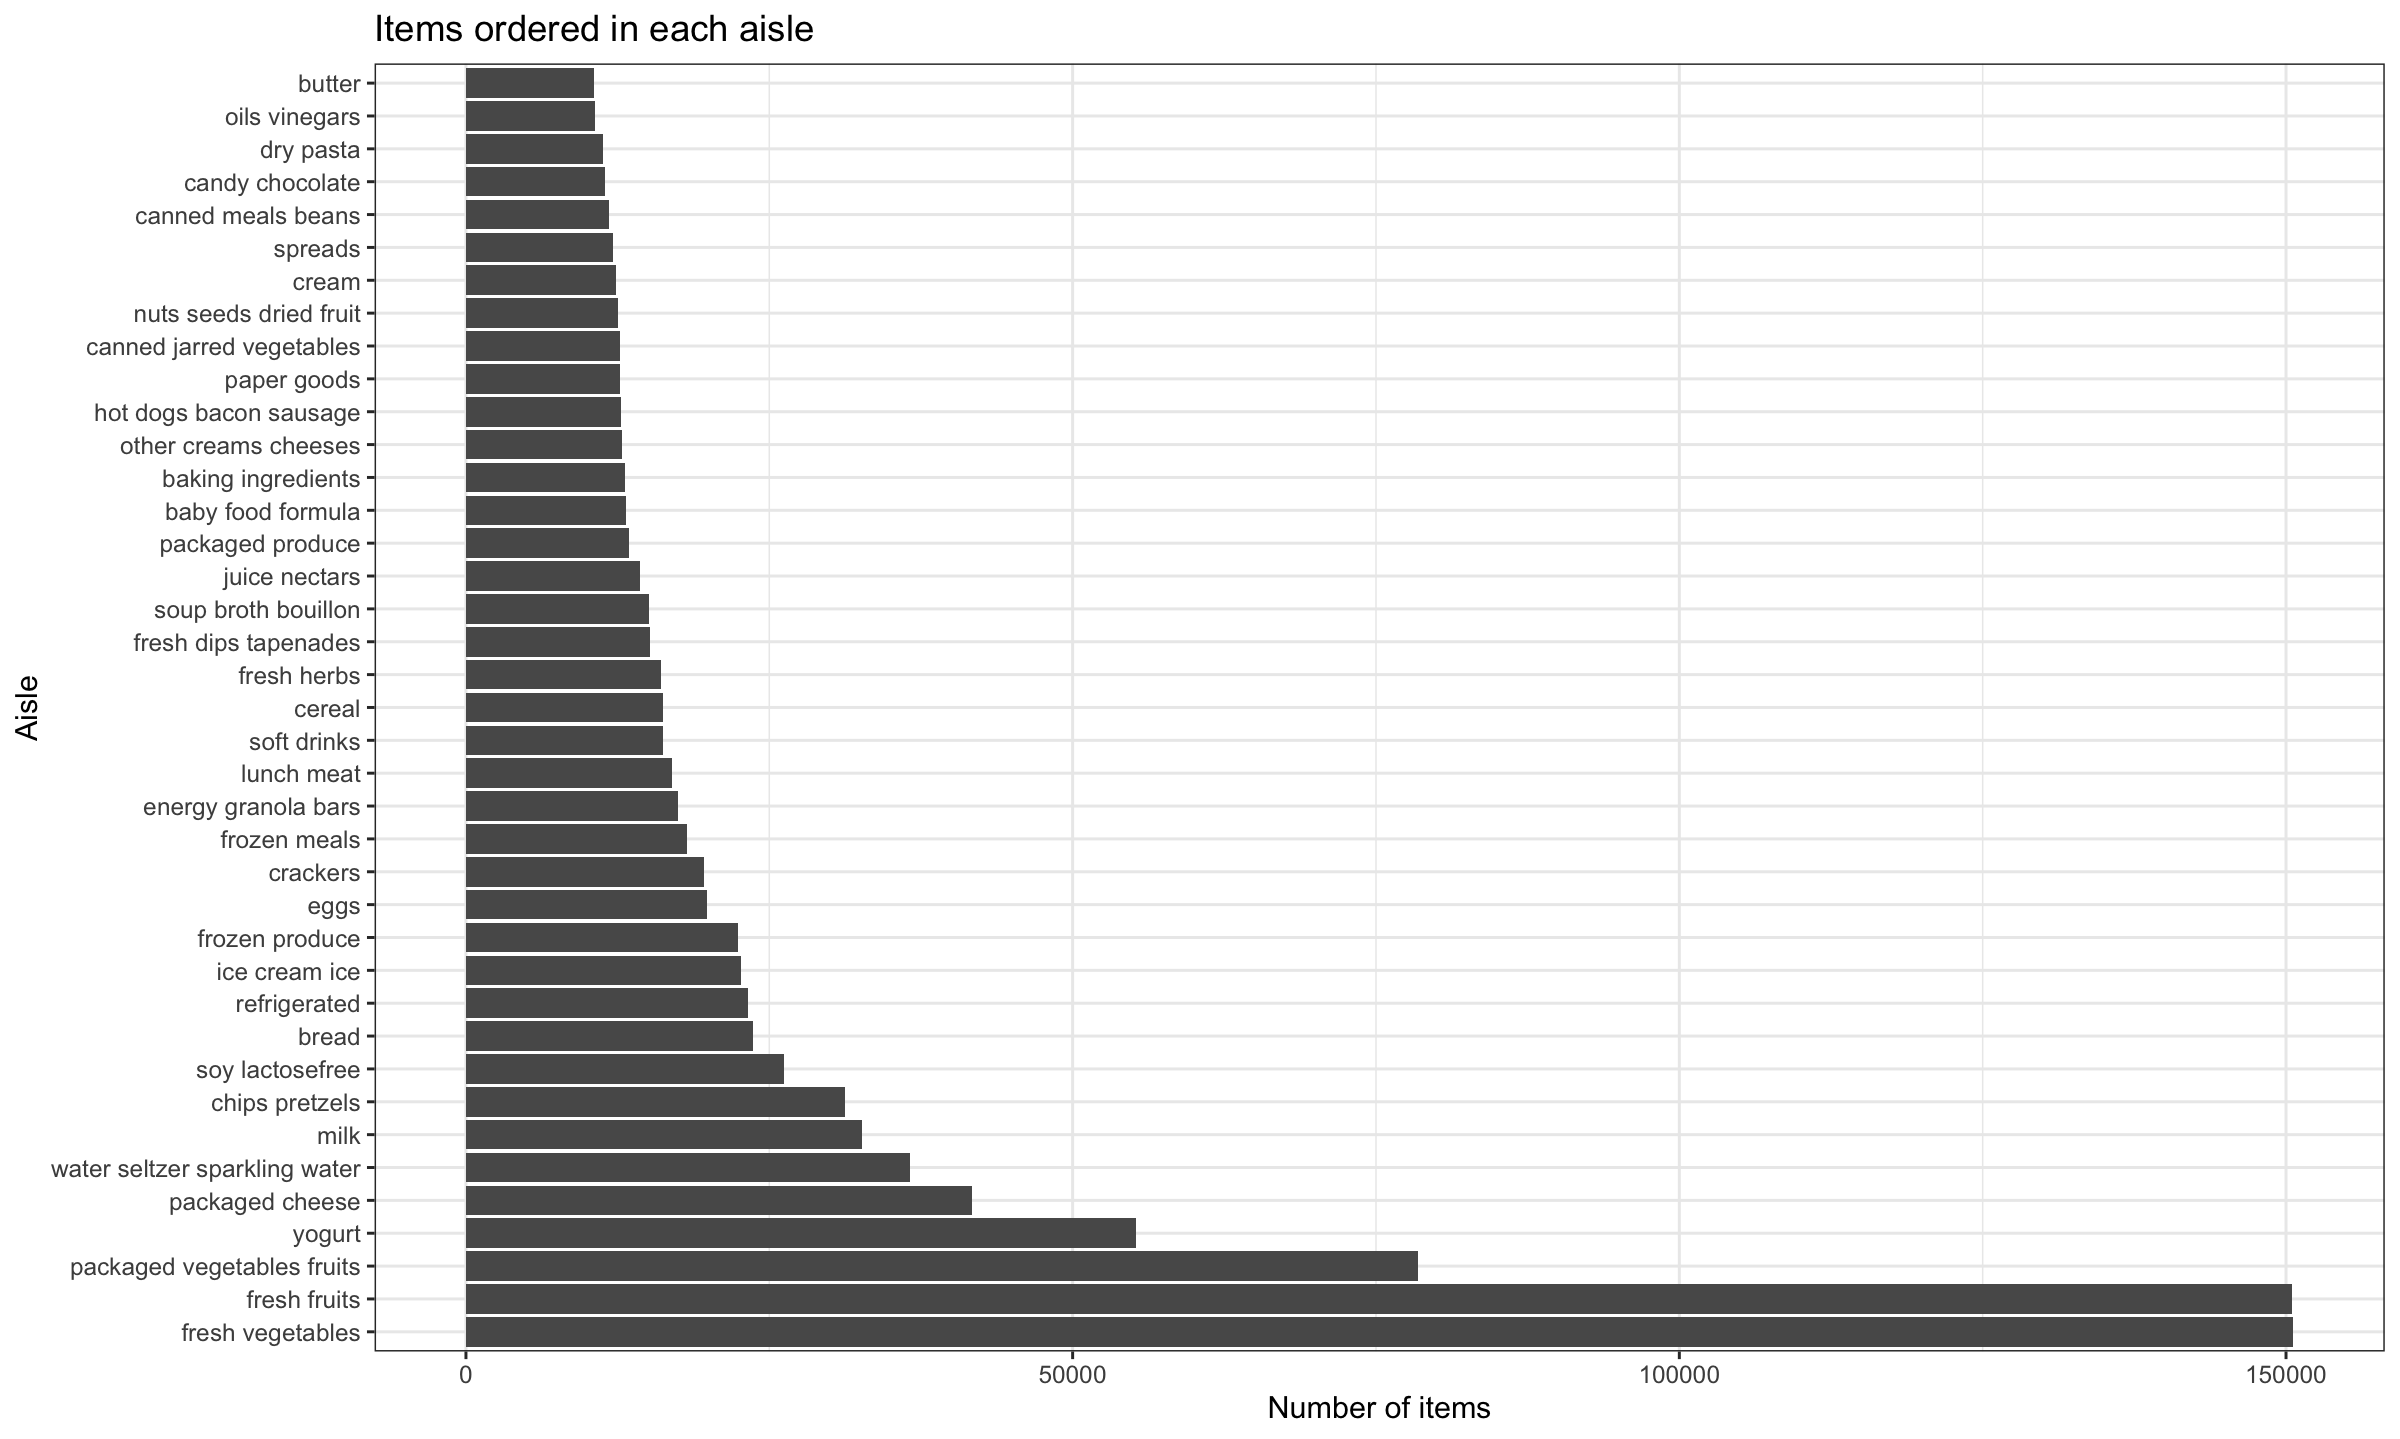 Items ordered in each aisle
butter
oils vinegars
dry pasta
candy chocolate
canned meals beans
spreads
cream
nuts seeds dried fruit
canned jarred vegetables
paper goods
hot dogs bacon sausage
other creams cheeses
baking ingredients
baby food formula
packaged produce
juice nectars
soup broth bouillon
fresh dips tapenades
fresh herbs
cereal
soft drinks
lunch meat
energy granola bars
frozen meals
crackers
eggs
frozen produce
ice cream ice
refrigerated
bread
soy lactosefree
chips pretzels
milk
water seltzer sparkling water
packaged cheese
yogurt
packaged vegetables fruits
fresh fruits
fresh vegetables
Aisle
0 50000 100000 150000
Number of items